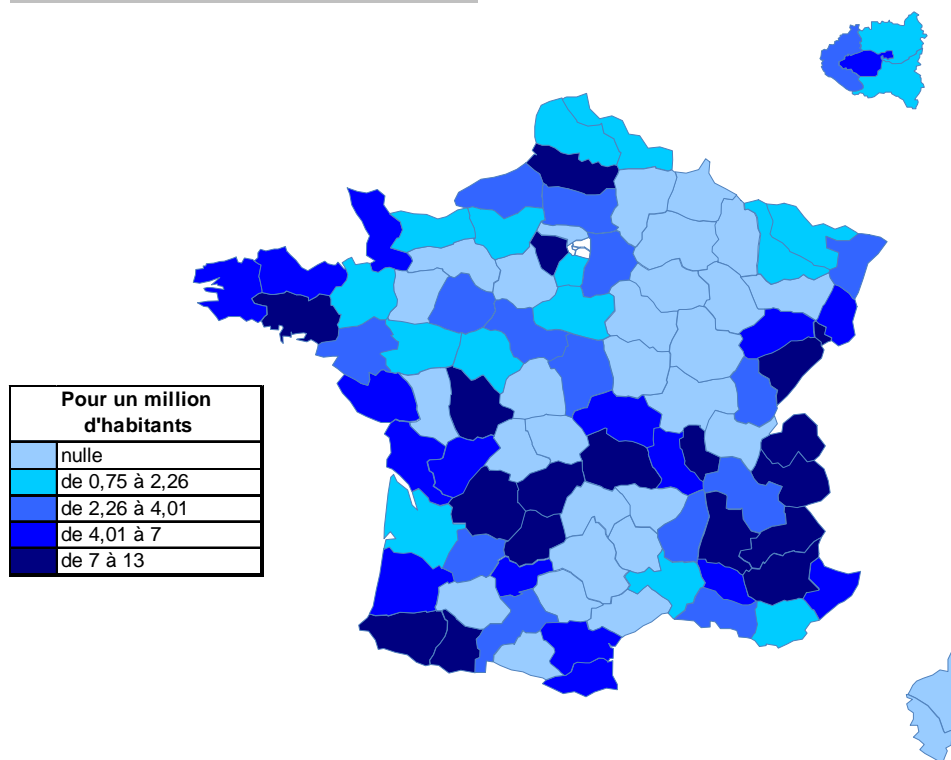 Pour un million
d'habitants
nulle
de 0,75 à 2,26
de 2,26 à 4,01
de 4,01 à 7
de 7 à 13